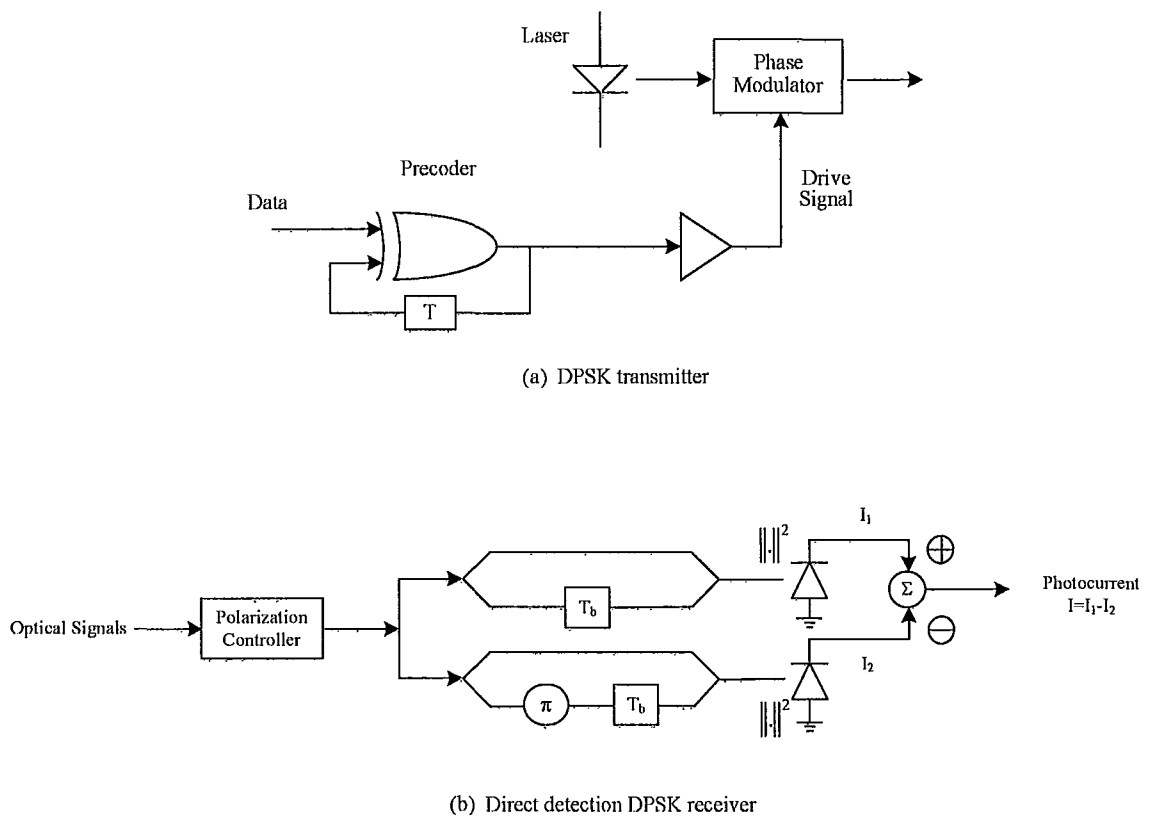 Laser
Phase
Modulator
Precoder
Drive
Signal
Data
T
(a) DPSK transmitter
||.||²
I₁
⊕
T_b
Σ
Photocurrent
I=I₁-I₂
Optical Signals
Polarization
Controller
⊖
I₂
π
T_b
||.||²
(b) Direct detection DPSK receiver